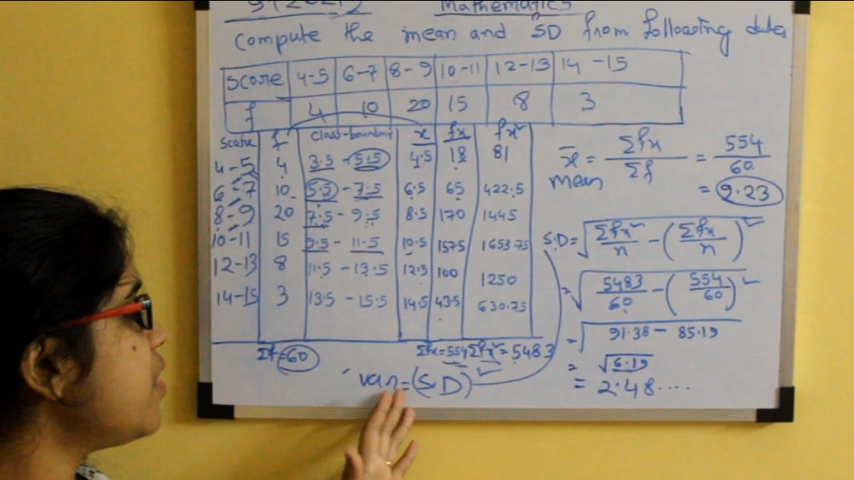 Mathematics
Compute the mean and SD from following data
Score 4-5 6-7 8-9 10-11 12-13 14-15
f 4 10 20 15 8 3
Score f class-boundary x fx fx²
4-5 4 3.5-5.5 4.5 18 81
6-7 10 5.5-7.5 6.5 65 422.5
8-9 20 7.5-9.5 8.5 170 1445
10-11 15 9.5-11.5 10.5 157.5 1653.75
12-13 8 11.5-13.5 12.5 100 1250
14-15 3 13.5-15.5 14.5 43.5 630.75
Σf=60 Σfx=554 Σfx²=5483
var=(SD)²
x̄ = Σfx/Σf = 554/60
mean = 9.23
S.D = √Σfx²/n - (Σfx/n)²
= √5483/60 - (554/60)²
= √91.38 - 85.19
= √6.19
= 2.48....